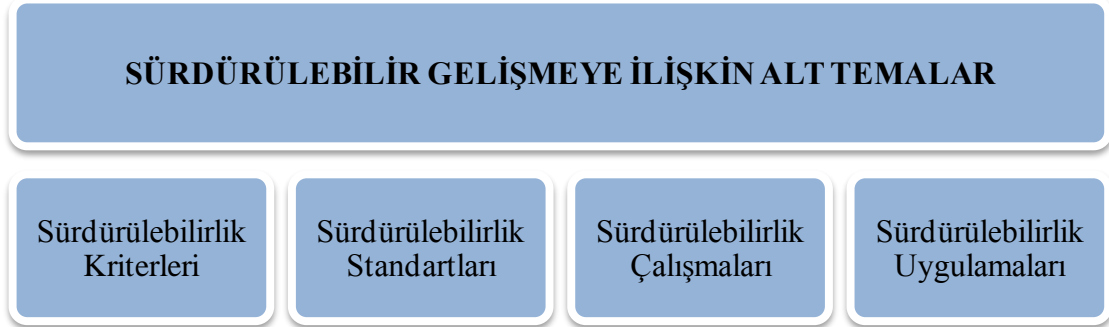 SÜRDÜRÜLEBİLİR GELİŞMEYE İLİŞKİN ALT TEMALAR
Sürdürülebilirlik
Kriterleri
Sürdürülebilirlik
Standartları
Sürdürülebilirlik
Çalışmaları
Sürdürülebilirlik
Uygulamaları